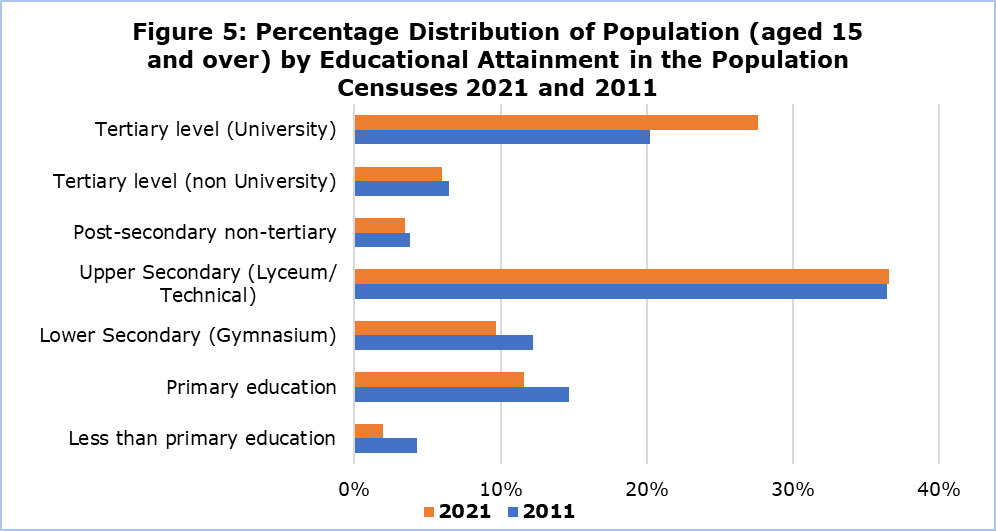 Figure 5: Percentage Distribution of Population (aged 15
and over) by Educational Attainment in the Population
Censuses 2021 and 2011
Tertiary level (University)
Tertiary level (non University)
Post-secondary non-tertiary
Upper Secondary (Lyceum/
Technical)
Lower Secondary (Gymnasium)
Primary education
Less than primary education
0% 10% 20% 30% 40%
2021 2011